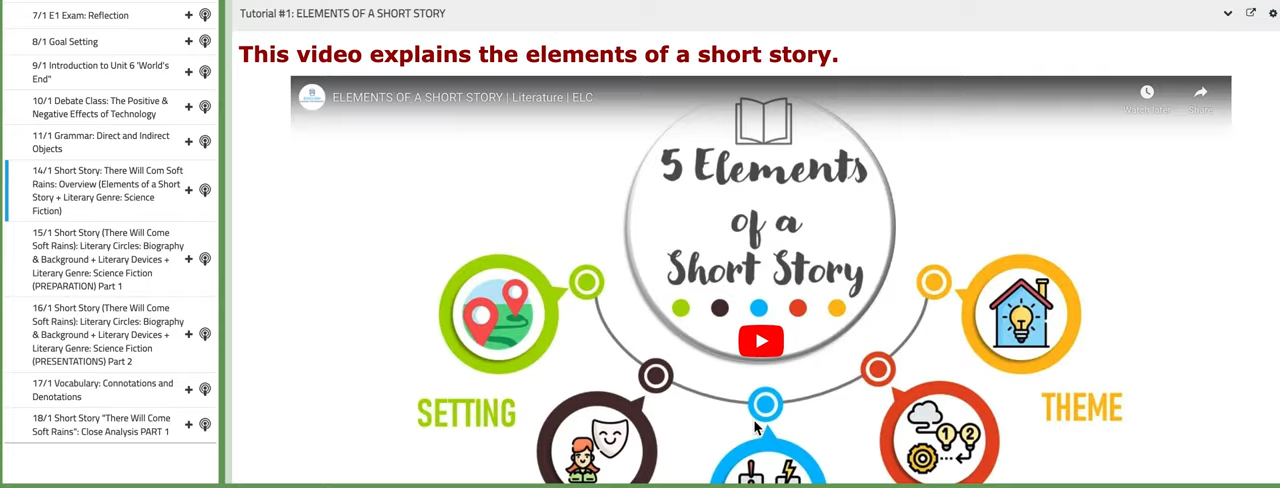 7/1 E1 Exam: Reflection
8/1 Goal Setting
9/1 Introduction to Unit 6 'World's
End"
10/1 Debate Class: The Positive &
Negative Effects of Technology
11/1 Grammar: Direct and Indirect
Objects
14/1 Short Story: There Will Com Soft
Rains: Overview (Elements of a Short
Story + Literary Genre: Science
Fiction)
15/1 Short Story (There Will Come
Soft Rains): Literary Circles: Biography
& Background + Literary Devices +
Literary Genre: Science Fiction
(PREPARATION) Part 1
16/1 Short Story (There Will Come
Soft Rains): Literary Circles: Biography
& Background + Literary Devices +
Literary Genre: Science Fiction
(PRESENTATIONS) Part 2
17/1 Vocabulary: Connotations and
Denotations
18/1 Short Story "There Will Come
Soft Rains": Close Analysis PART 1
Tutorial #1: ELEMENTS OF A SHORT STORY
This video explains the elements of a short story.
ELEMENTS OF A SHORT STORY | Literature | ELC
Watch later
Share
5 Elements
of a
Short Story
SETTING
THEME
1 2